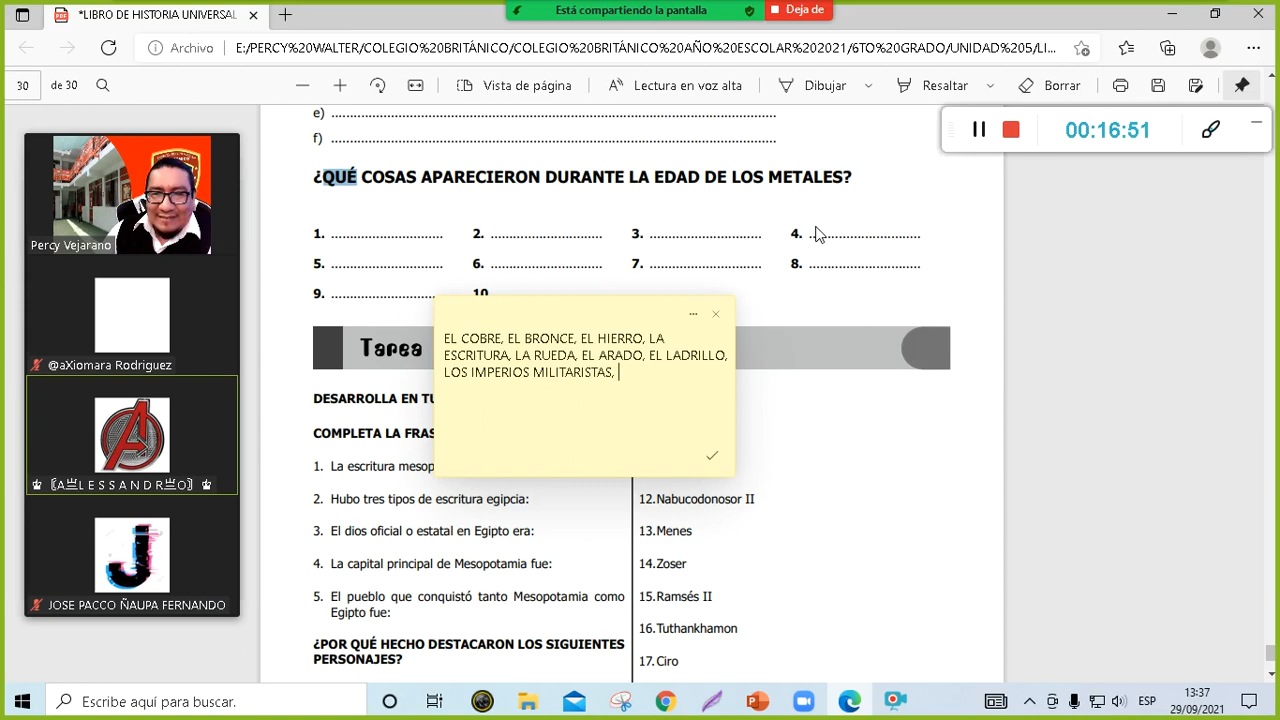 *LIBRO DE HISTORIA UNIVERSAL
Está compartiendo la pantalla
Deja de
Archivo
E:/PERCY%20WALTER/COLEGIO%20BRITÁNICO/COLEGIO%20BRITÁNICO%20AÑO%20ESCOLAR%202021/6TO%20GRADO/UNIDAD%205/LI...
30 de 30
Vista de página
Lectura en voz alta
Dibujar
Resaltar
Borrar
00:16:51
e) ....................................................................................
f) ....................................................................................
¿QUÉ COSAS APARECIERON DURANTE LA EDAD DE LOS METALES?
1. ........................... 2. ........................... 3. ........................... 4. ...........................
5. ........................... 6. ........................... 7. ........................... 8. ...........................
9. ........................... 10.
EL COBRE, EL BRONCE, EL HIERRO, LA
ESCRITURA, LA RUEDA, EL ARADO, EL LADRILLO,
LOS IMPERIOS MILITARISTAS,
Tarea
DESARROLLA EN TU
COMPLETA LA FRAS
1. La escritura mesop
2. Hubo tres tipos de escritura egipcia:
3. El dios oficial o estatal en Egipto era:
4. La capital principal de Mesopotamia fue:
5. El pueblo que conquistó tanto Mesopotamia como
Egipto fue:
¿POR QUÉ HECHO DESTACARON LOS SIGUIENTES
PERSONAJES?
12.Nabucodonosor II
13.Menes
14.Zoser
15.Ramsés II
16.Tuthankhamon
17.Ciro
Percy Vejarano
@aXiomara Rodriguez
A
♛ 〘A亗L E S S A N D R亗O〙 ♛
J
JOSE PACCO ÑAUPA FERNANDO
Escribe aquí para buscar
ESP
13:37
29/09/2021